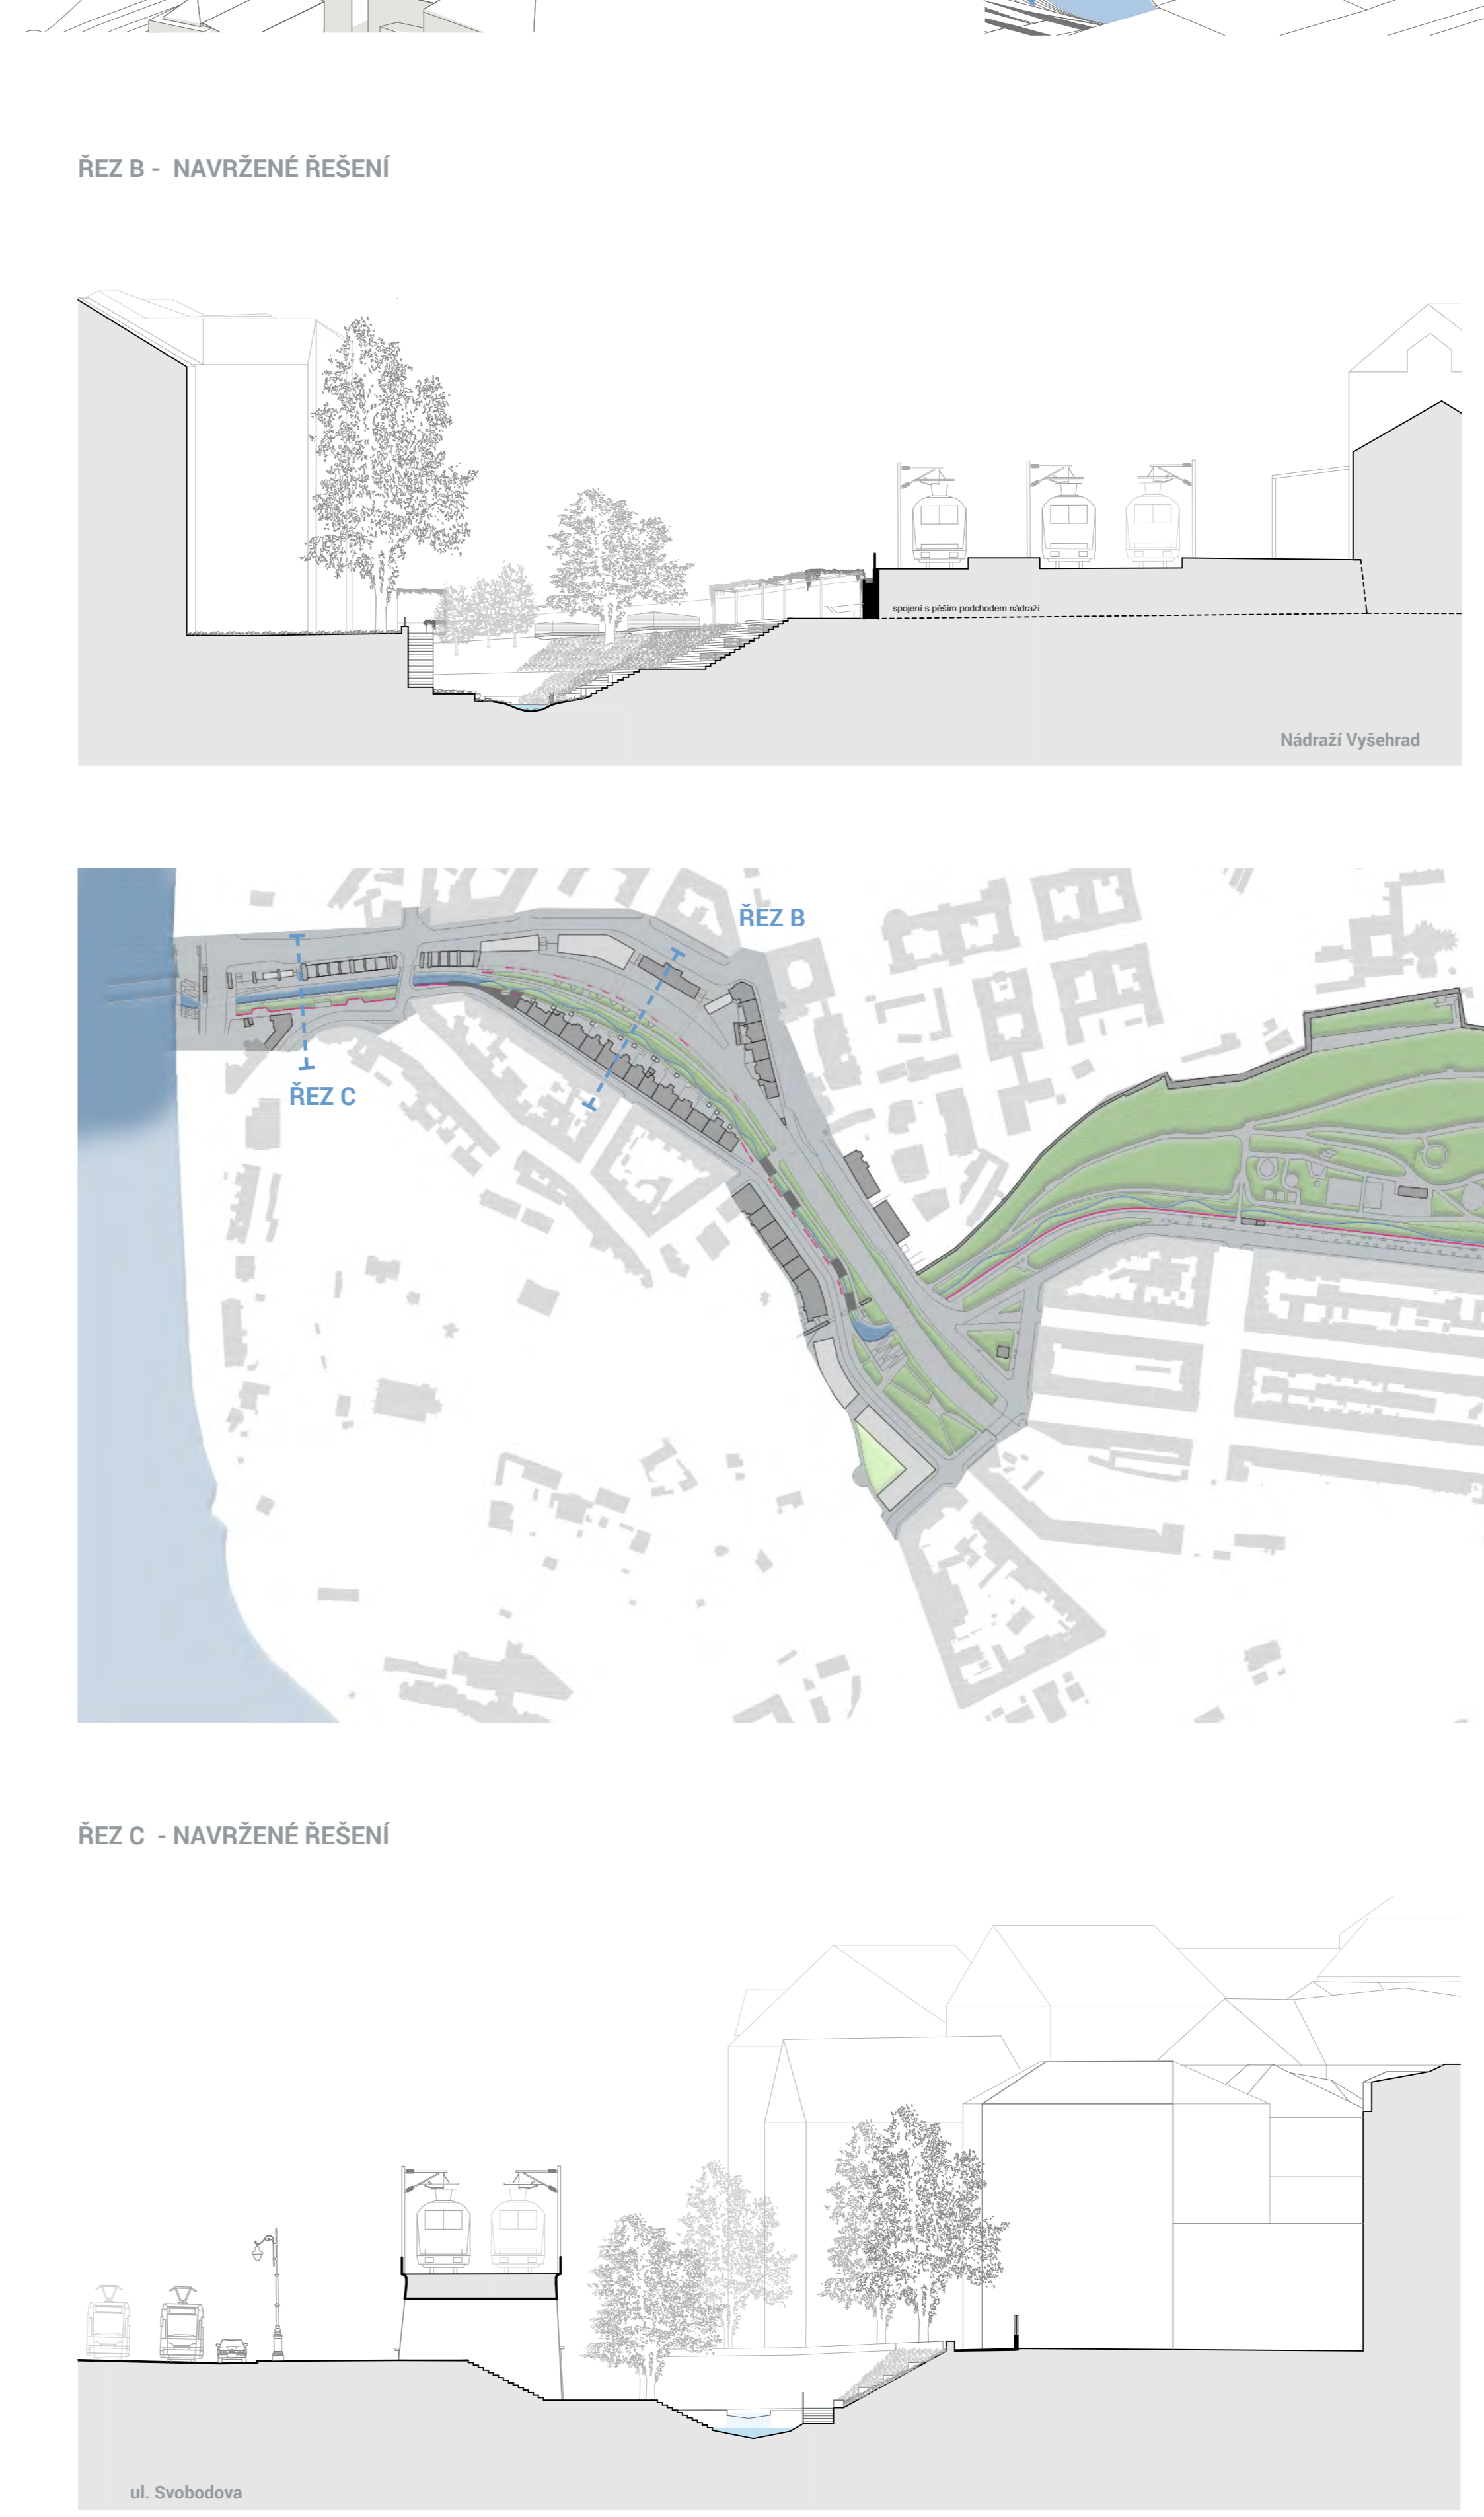 ŘEZ B - NAVRŽENÉ ŘEŠENÍ
spojení s pěším podchodem nádraží
Nádraží Vyšehrad
ŘEZ B
ŘEZ C
ŘEZ C - NAVRŽENÉ ŘEŠENÍ
ul. Svobodova